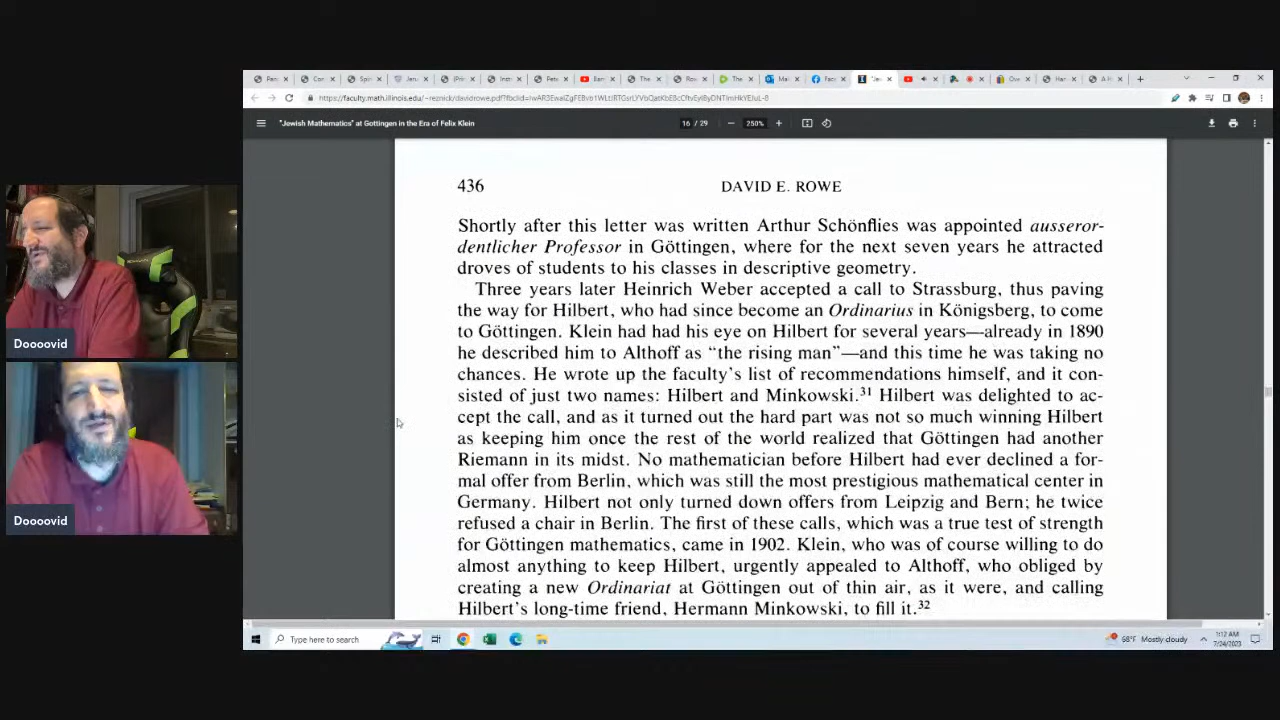 https://faculty.math.illinois.edu/
"Jewish Mathematics" at Gottingen in the Era of Felix Klein
16 / 29
250%
436
DAVID E. ROWE
Shortly after this letter was written Arthur Schönflies was appointed ausseror-
dentlicher Professor in Göttingen, where for the next seven years he attracted
droves of students to his classes in descriptive geometry.
Three years later Heinrich Weber accepted a call to Strassburg, thus paving
the way for Hilbert, who had since become an Ordinarius in Königsberg, to come
to Göttingen. Klein had had his eye on Hilbert for several years—already in 1890
he described him to Althoff as “the rising man”—and this time he was taking no
chances. He wrote up the faculty’s list of recommendations himself, and it con-
sisted of just two names: Hilbert and Minkowski.³¹ Hilbert was delighted to ac-
cept the call, and as it turned out the hard part was not so much winning Hilbert
as keeping him once the rest of the world realized that Göttingen had another
Riemann in its midst. No mathematician before Hilbert had ever declined a for-
mal offer from Berlin, which was still the most prestigious mathematical center in
Germany. Hilbert not only turned down offers from Leipzig and Bern; he twice
refused a chair in Berlin. The first of these calls, which was a true test of strength
for Göttingen mathematics, came in 1902. Klein, who was of course willing to do
almost anything to keep Hilbert, urgently appealed to Althoff, who obliged by
creating a new Ordinariat at Göttingen out of thin air, as it were, and calling
Hilbert’s long-time friend, Hermann Minkowski, to fill it.³²
Doooovid
Doooovid
Type here to search
68°F Mostly cloudy
1:12 AM
7/24/2023